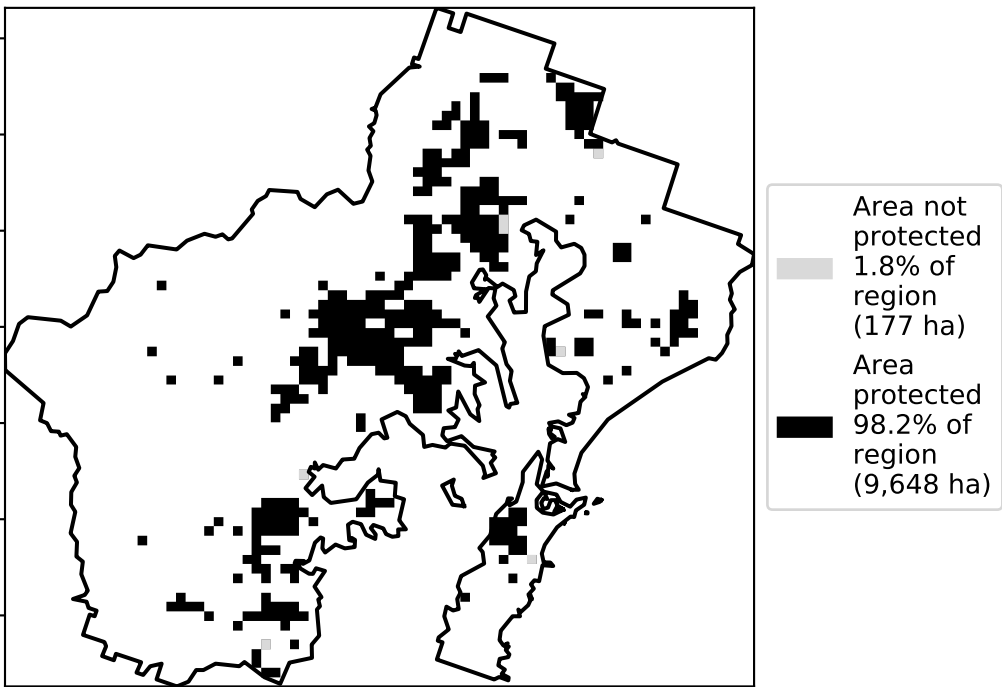 Area not
protected
1.8% of
region
(177 ha)
Area
protected
98.2% of
region
(9,648 ha)